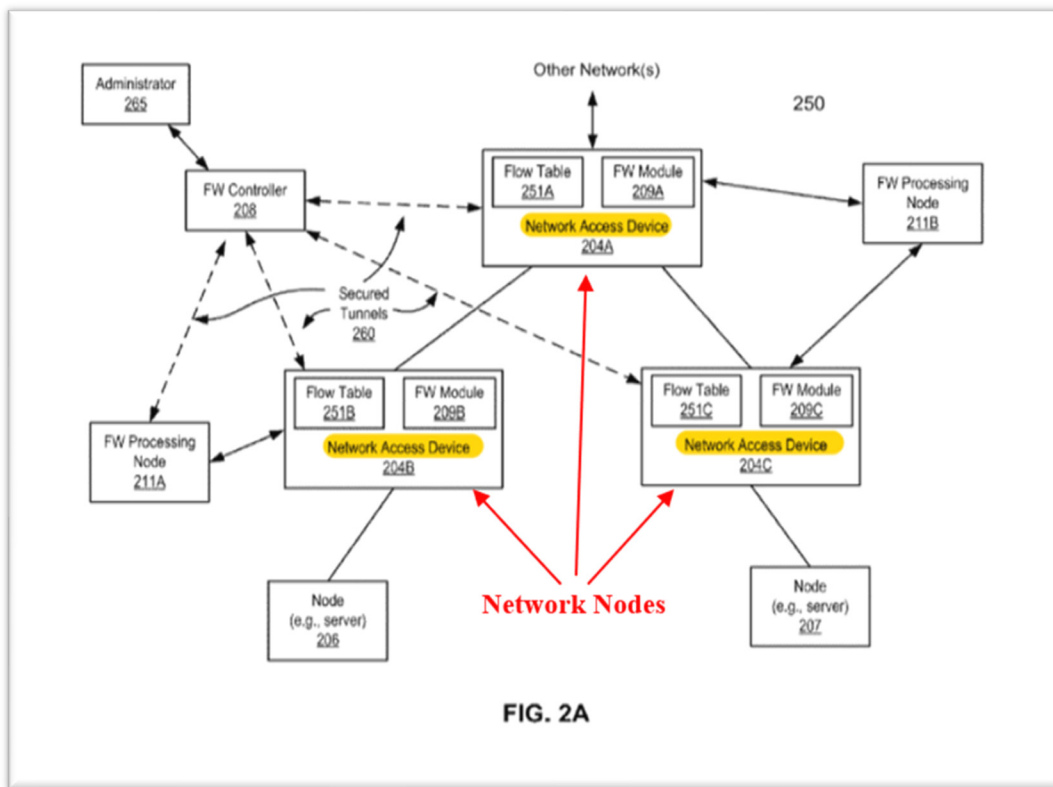 Other Network(s)
250
Administrator
265
FW Controller
208
Flow Table
251A
FW Module
209A
Network Access Device
204A
FW Processing
Node
211B
Secured
Tunnels
260
Flow Table
251B
FW Module
209B
Network Access Device
204B
Flow Table
251C
FW Module
209C
Network Access Device
204C
FW Processing
Node
211A
Network Nodes
Node
(e.g., server)
206
Node
(e.g., server)
207
FIG. 2A